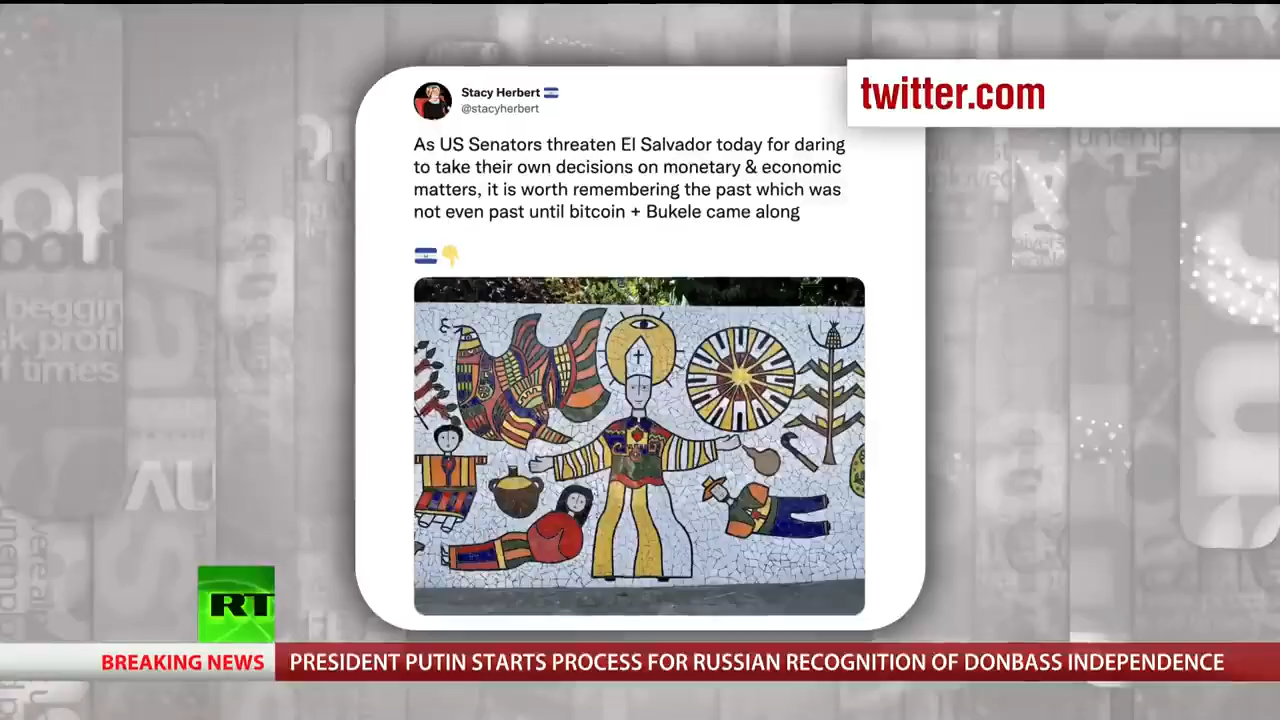 twitter.com
Stacy Herbert
@stacyherbert
As US Senators threaten El Salvador today for daring
to take their own decisions on monetary & economic
matters, it is worth remembering the past which was
not even past until bitcoin + Bukele came along
RT
BREAKING NEWS
PRESIDENT PUTIN STARTS PROCESS FOR RUSSIAN RECOGNITION OF DONBASS INDEPENDENCE